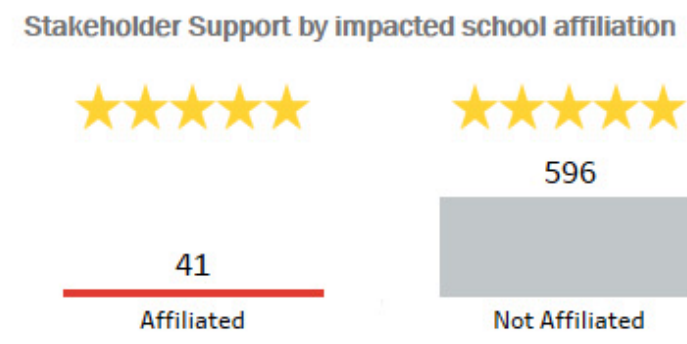 Stakeholder Support by impacted school affiliation
596
41
Affiliated
Not Affiliated